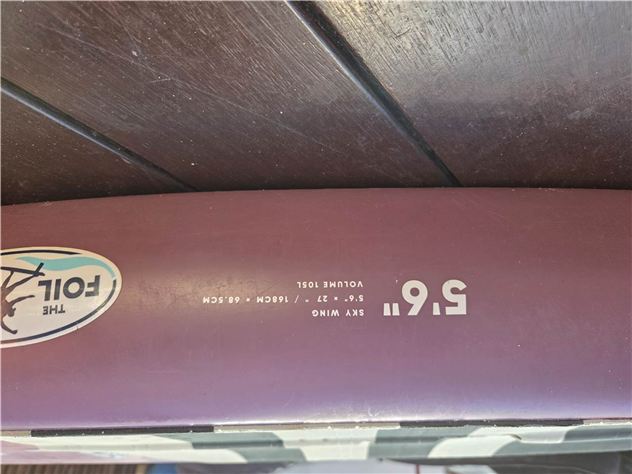 5'6"
SKY WING
5'6" × 27 " / 168CM × 68.5CM
VOLUME 105L
THE
FOIL